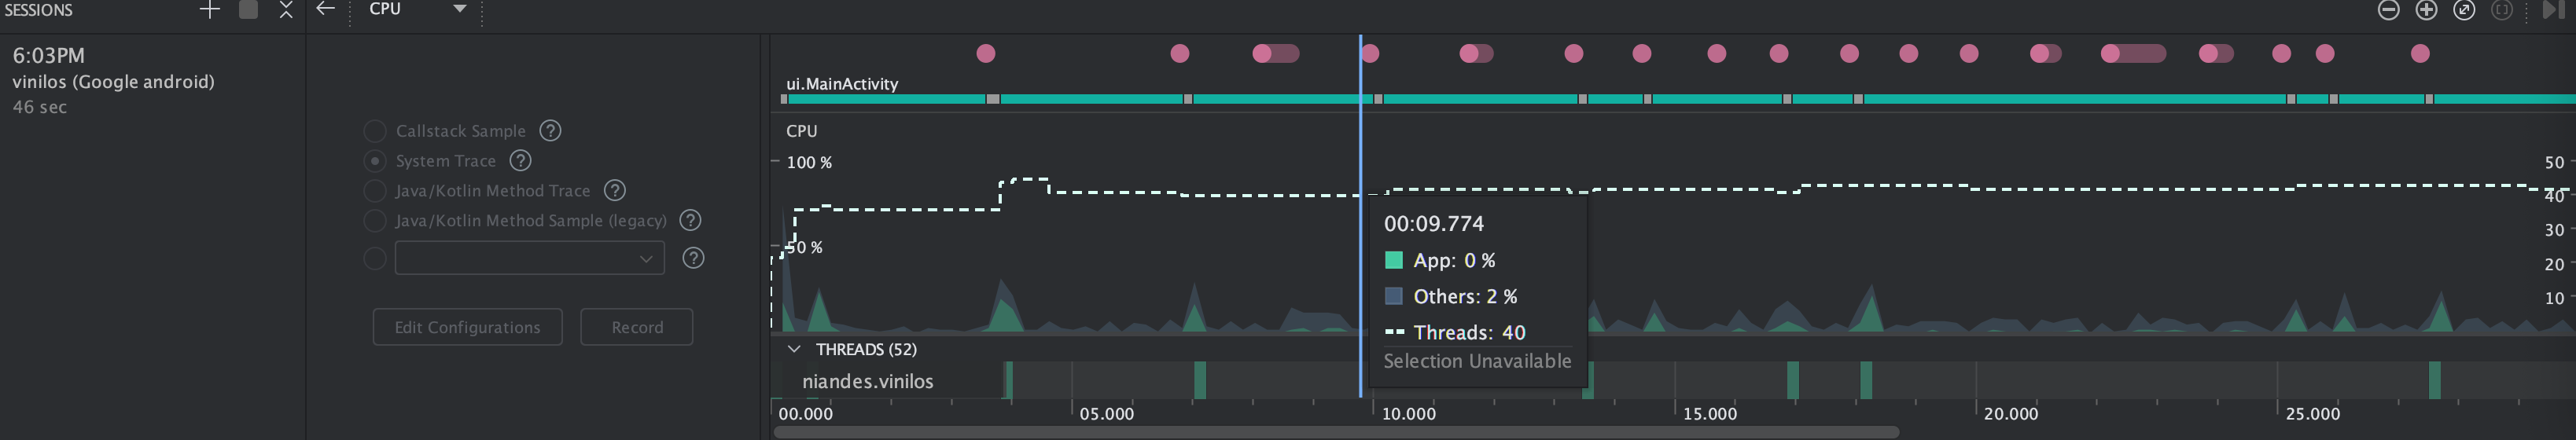 SESSIONS
CPU
6:03PM
vinilos (Google android)
46 sec
Callstack Sample ?
System Trace ?
Java/Kotlin Method Trace ?
Java/Kotlin Method Sample (legacy) ?
?
Edit Configurations
Record
ui.MainActivity
CPU
100 %
50
50 %
40
30
20
10
00:09.774
App: 0 %
Others: 2 %
Threads: 40
Selection Unavailable
THREADS (52)
niandes.vinilos
00.000
05.000
10.000
15.000
20.000
25.000